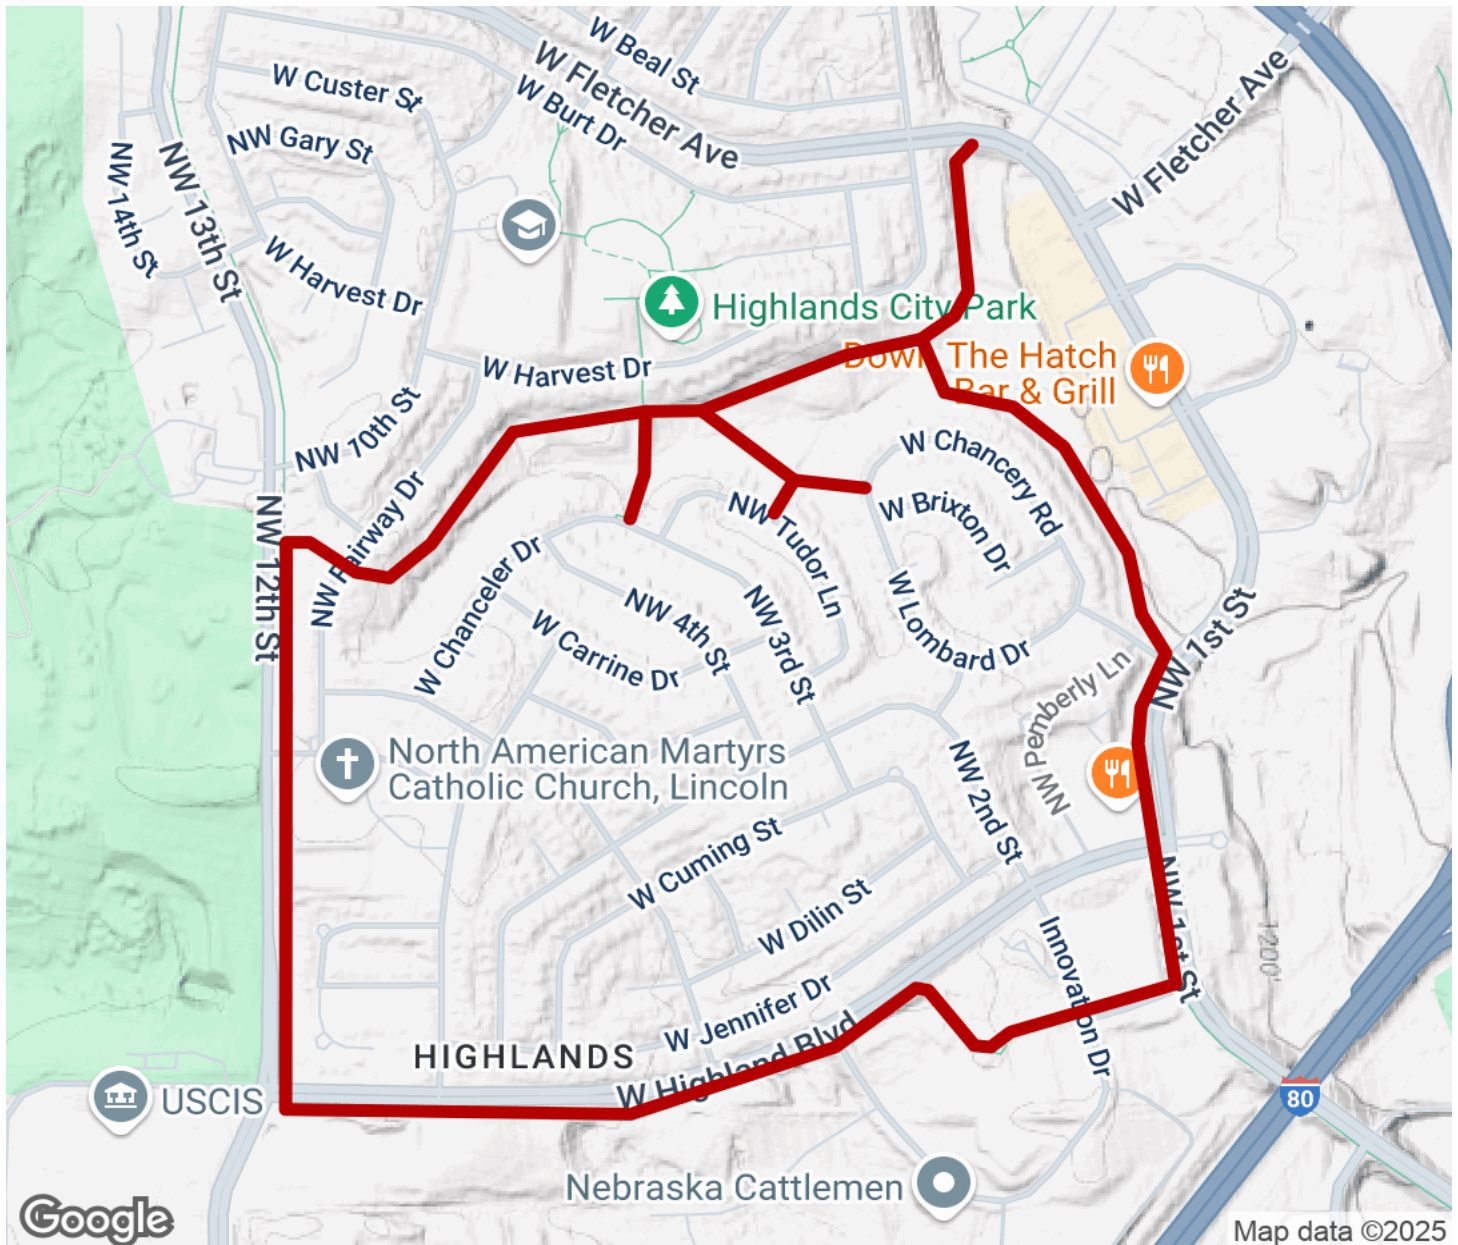 W Beal St
W Fletcher Ave
W Custer St
W Burt Dr
W Fletcher Ave
NW Gary St
NW 14th St
NW 13th St
W Harvest Dr
Highlands City Park
W Harvest Dr
The Hatch
Bar & Grill
NW 10th St
W Chancery Rd
NW Fairway Dr
W Brixton Dr
NW Tudor Ln
NW 12th St
W Chanceler Dr
NW 4th St
NW 3rd St
W Lombard Dr
W Carrine Dr
NW 1st St
NW Pemberly Ln
North American Martyrs
Catholic Church, Lincoln
NW 2nd St
W Cuming St
W Dilin St
NW 1st St
Innovation Dr
1200'
W Jennifer Dr
HIGHLANDS
W Highland Blvd
USCIS
80
Nebraska Cattlemen
Google
Map data ©2025